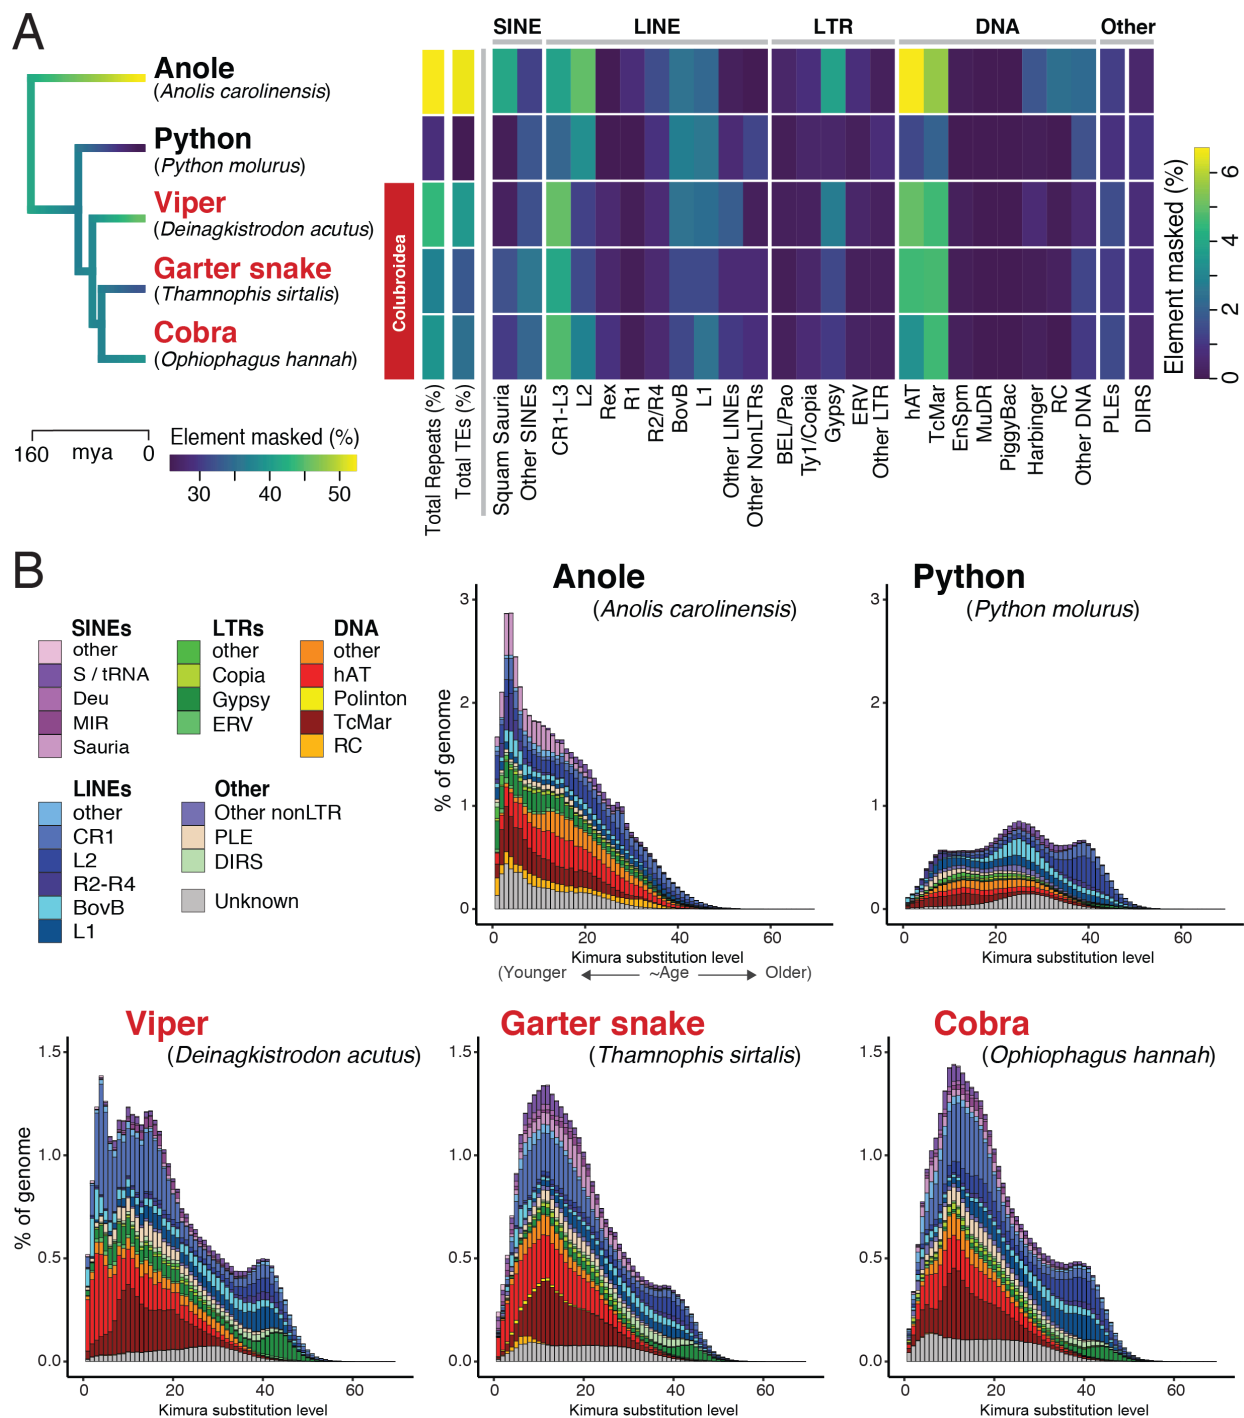 A
SINE
LINE
LTR
DNA
Other
Anole
(Anolis carolinensis)
Python
(Python molurus)
Viper
(Deinagkistrodon acutus)
Garter snake
(Thamnophis sirtalis)
Cobra
(Ophiophagus hannah)
Colubroidea
160 mya 0
Element masked (%)
30 40 50
Total Repeats (%)
Total TEs (%)
Squam Sauria
Other SINEs
CR1-L3
L2
Rex
R1
R2/R4
BovB
L1
Other LINEs
Other NonLTRs
BEL/Pao
Ty1/Copia
Gypsy
ERV
Other LTR
hAT
TcMar
EnSpm
MuDR
PiggyBac
Harbinger
RC
Other DNA
PLEs
DIRS
Element masked (%)
6
4
2
0
B
SINEs
other
S / tRNA
Deu
MIR
Sauria
LTRs
other
Copia
Gypsy
ERV
DNA
other
hAT
Polinton
TcMar
RC
LINEs
other
CR1
L2
R2-R4
BovB
L1
Other
Other nonLTR
PLE
DIRS
Unknown
Anole
(Anolis carolinensis)
% of genome
3
2
1
0
0 20 40 60
Kimura substitution level
(Younger ~Age Older)
Python
(Python molurus)
3
2
1
0
0 20 40 60
Kimura substitution level
Viper
(Deinagkistrodon acutus)
% of genome
1.5
1.0
0.5
0.0
0 20 40 60
Kimura substitution level
Garter snake
(Thamnophis sirtalis)
1.5
1.0
0.5
0.0
0 20 40 60
Kimura substitution level
Cobra
(Ophiophagus hannah)
1.5
1.0
0.5
0.0
0 20 40 60
Kimura substitution level